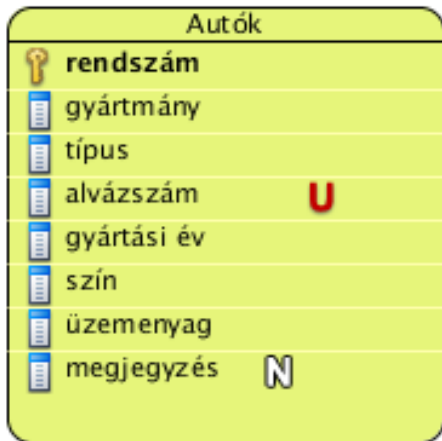 Autók
rendszám
gyártmány
típus
alvázszám U
gyártási év
szín
üzemenyag
megjegyzés N